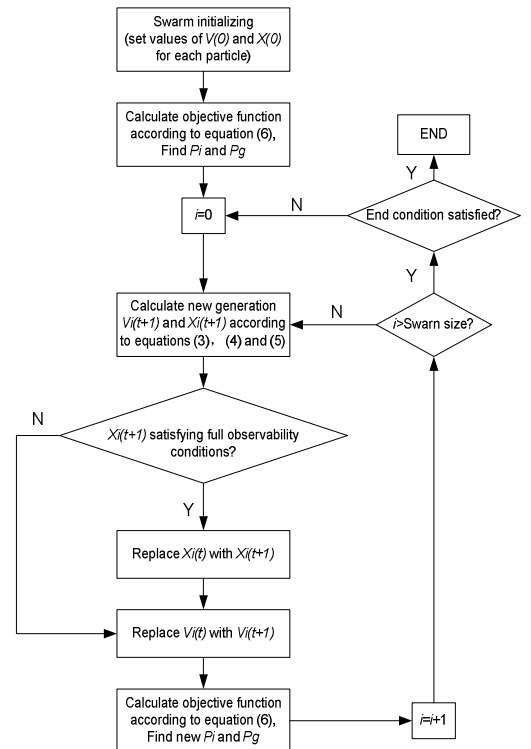 Swarm initializing
(set values of V(0) and X(0)
for each particle)
Calculate objective function
according to equation (6),
Find Pi and Pg
END
Y
N
i=0
End condition satisfied?
Y
Calculate new generation
Vi(t+1) and Xi(t+1) according
to equations (3), (4) and (5)
N
i>Swarn size?
N
Xi(t+1) satisfying full observability
conditions?
Y
Replace Xi(t) with Xi(t+1)
Replace Vi(t) with Vi(t+1)
Calculate objective function
according to equation (6),
Find new Pi and Pg
i=i+1